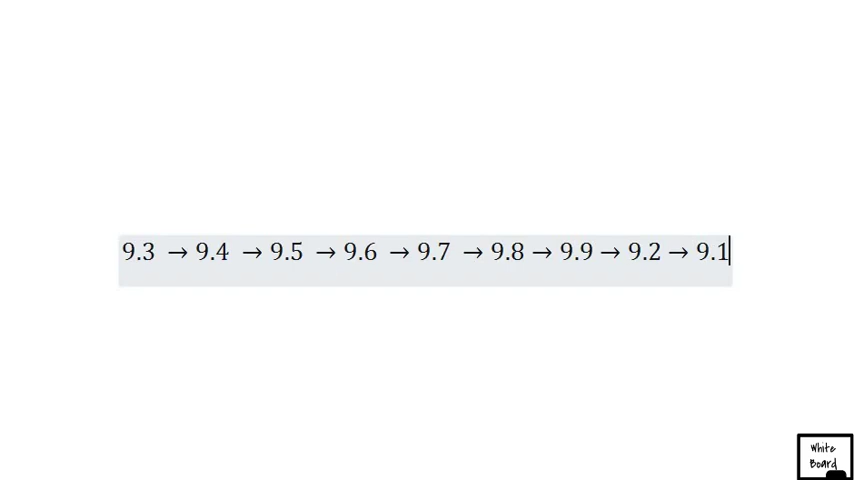 9.3 → 9.4 → 9.5 → 9.6 → 9.7 → 9.8 → 9.9 → 9.2 → 9.1
White
Board